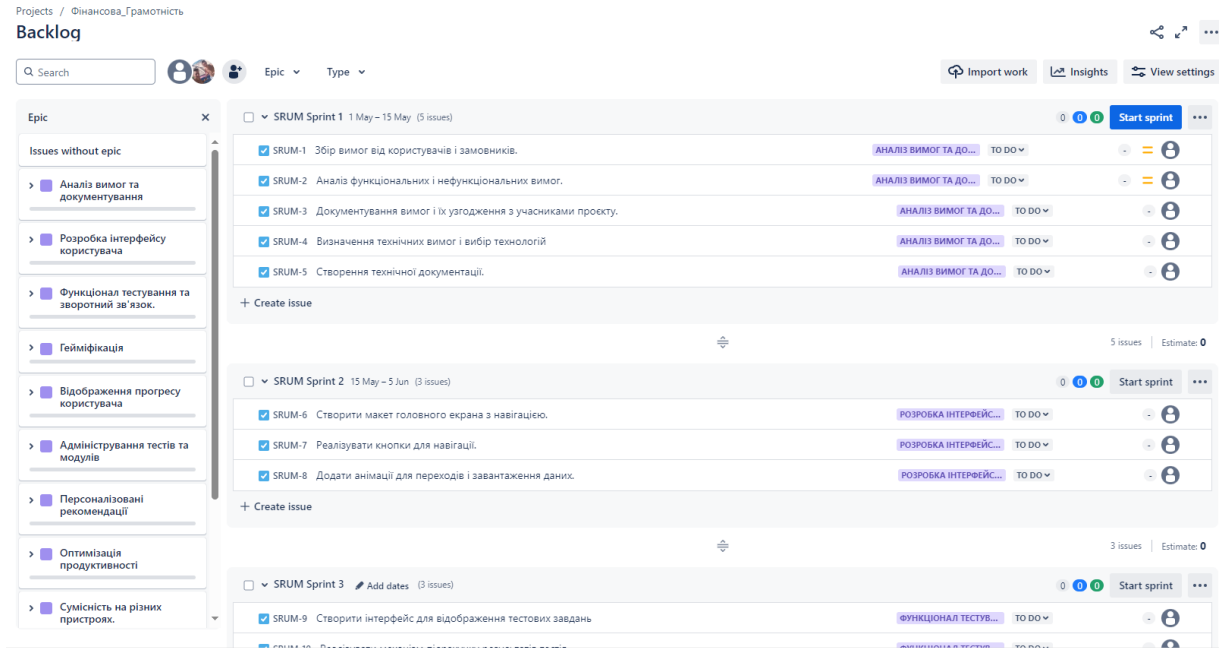 Projects / Фінансова_Грамотність
Backlog
Search
Epic
Type
Import work
Insights
View settings
Epic
Issues without epic
Аналіз вимог та
документування
Розробка інтерфейсу
користувача
Функціонал тестування та
зворотний зв'язок.
Гейміфікація
Відображення прогресу
користувача
Адміністрування тестів та
модулів
Персоналізовані
рекомендації
Оптимізація
продуктивності
Сумісність на різних
пристроях.
SRUM Sprint 1 1 May – 15 May (5 issues) 0 0 0 Start sprint
SRUM-1 Збір вимог від користувачів і замовників. АНАЛІЗ ВИМОГ ТА ДО... TO DO -
SRUM-2 Аналіз функціональних і нефункціональних вимог. АНАЛІЗ ВИМОГ ТА ДО... TO DO -
SRUM-3 Документування вимог і їх узгодження з учасниками проєкту. АНАЛІЗ ВИМОГ ТА ДО... TO DO -
SRUM-4 Визначення технічних вимог і вибір технологій АНАЛІЗ ВИМОГ ТА ДО... TO DO -
SRUM-5 Створення технічної документації. АНАЛІЗ ВИМОГ ТА ДО... TO DO -
+ Create issue
5 issues Estimate: 0
SRUM Sprint 2 15 May – 5 Jun (3 issues) 0 0 0 Start sprint
SRUM-6 Створити макет головного екрана з навігацією. РОЗРОБКА ІНТЕРФЕЙС... TO DO -
SRUM-7 Реалізувати кнопки для навігації. РОЗРОБКА ІНТЕРФЕЙС... TO DO -
SRUM-8 Додати анімації для переходів і завантаження даних. РОЗРОБКА ІНТЕРФЕЙС... TO DO -
+ Create issue
3 issues Estimate: 0
SRUM Sprint 3 Add dates (3 issues) 0 0 0 Start sprint
SRUM-9 Створити інтерфейс для відображення тестових завдань ФУНКЦІОНАЛ ТЕСТУВ... TO DO -